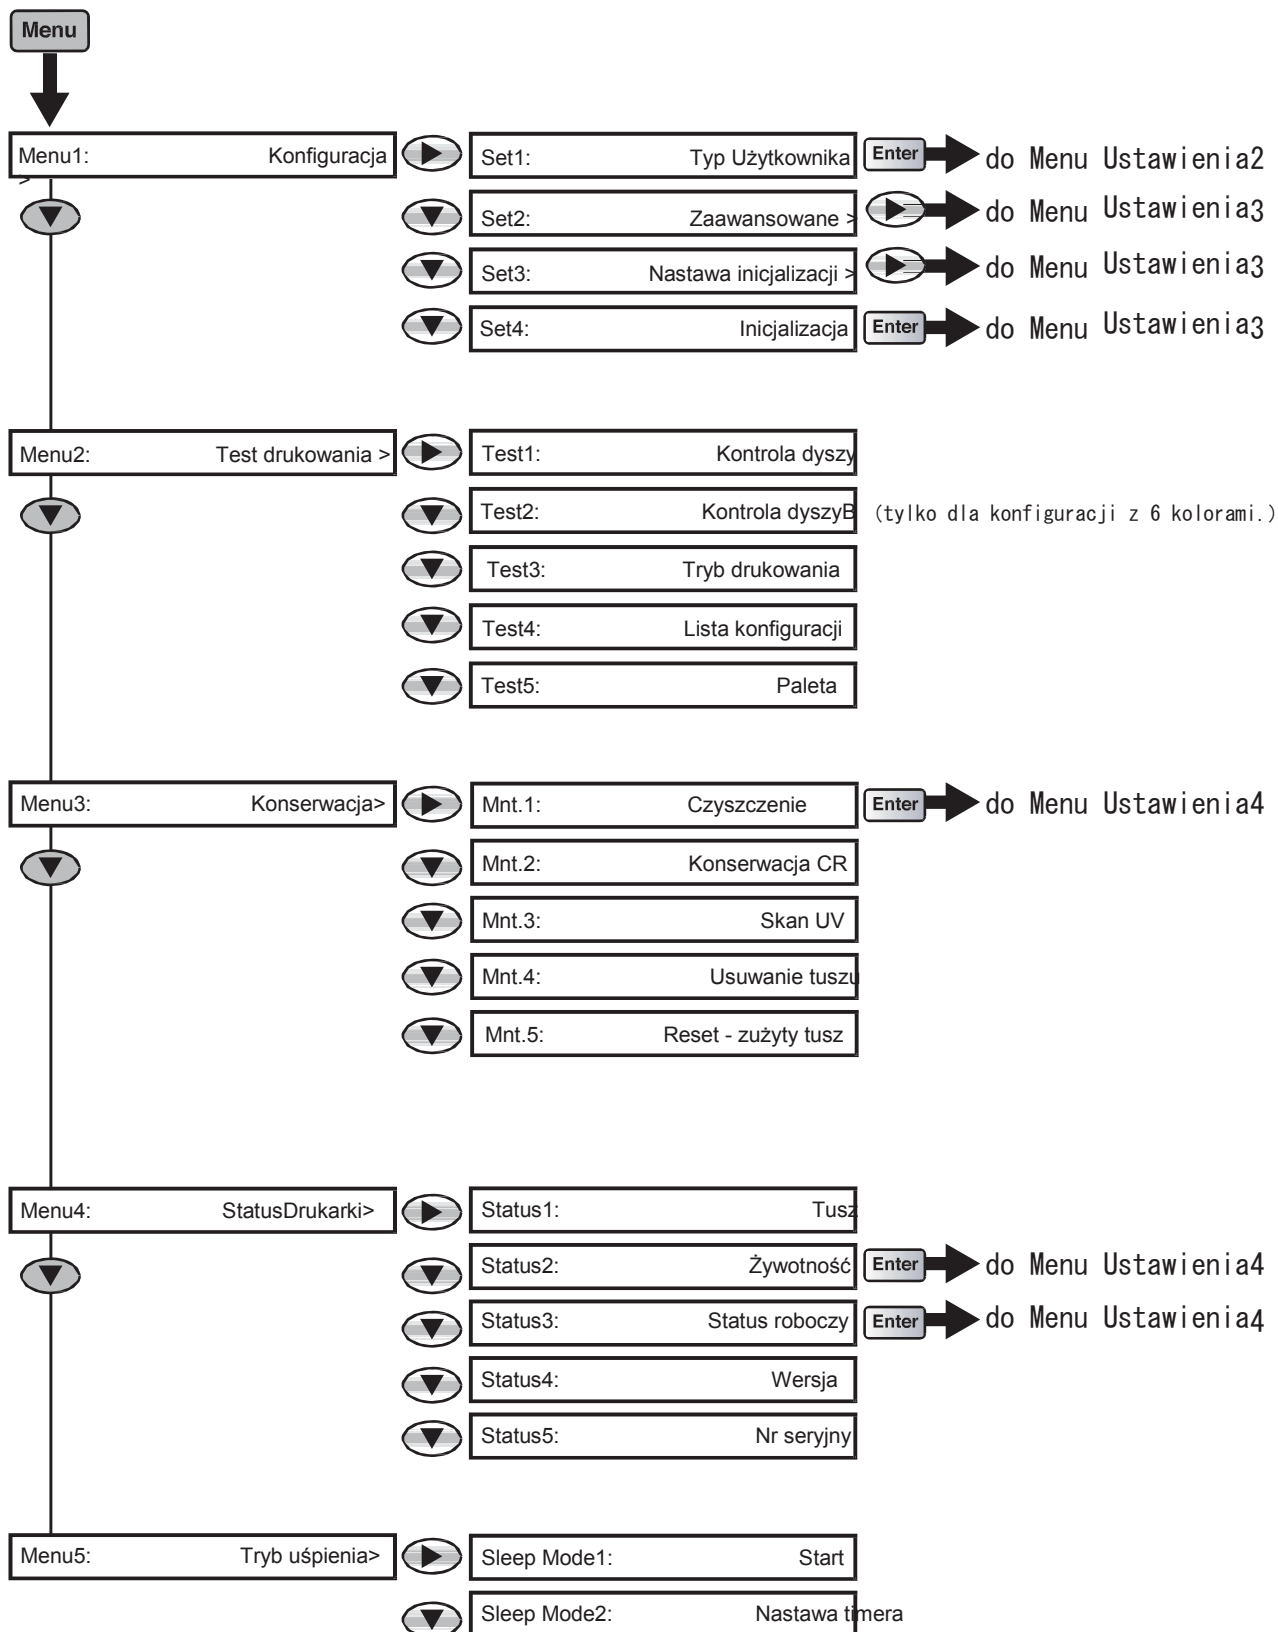 Menu
Menu1: Konfiguracja >
Set1: Typ Użytkownika Enter do Menu Ustawienia2
Set2: Zaawansowane > do Menu Ustawienia3
Set3: Nastawa inicjalizacji > do Menu Ustawienia3
Set4: Inicjalizacja Enter do Menu Ustawienia3
Menu2: Test drukowania >
Test1: Kontrola dyszy
Test2: Kontrola dyszyB (tylko dla konfiguracji z 6 kolorami.)
Test3: Tryb drukowania
Test4: Lista konfiguracji
Test5: Paleta
Menu3: Konserwacja>
Mnt.1: Czyszczenie Enter do Menu Ustawienia4
Mnt.2: Konserwacja CR
Mnt.3: Skan UV
Mnt.4: Usuwanie tuszu
Mnt.5: Reset - zużyty tusz
Menu4: StatusDrukarki>
Status1: Tusz
Status2: Żywotność Enter do Menu Ustawienia4
Status3: Status roboczy Enter do Menu Ustawienia4
Status4: Wersja
Status5: Nr seryjny
Menu5: Tryb uśpienia>
Sleep Mode1: Start
Sleep Mode2: Nastawa timera